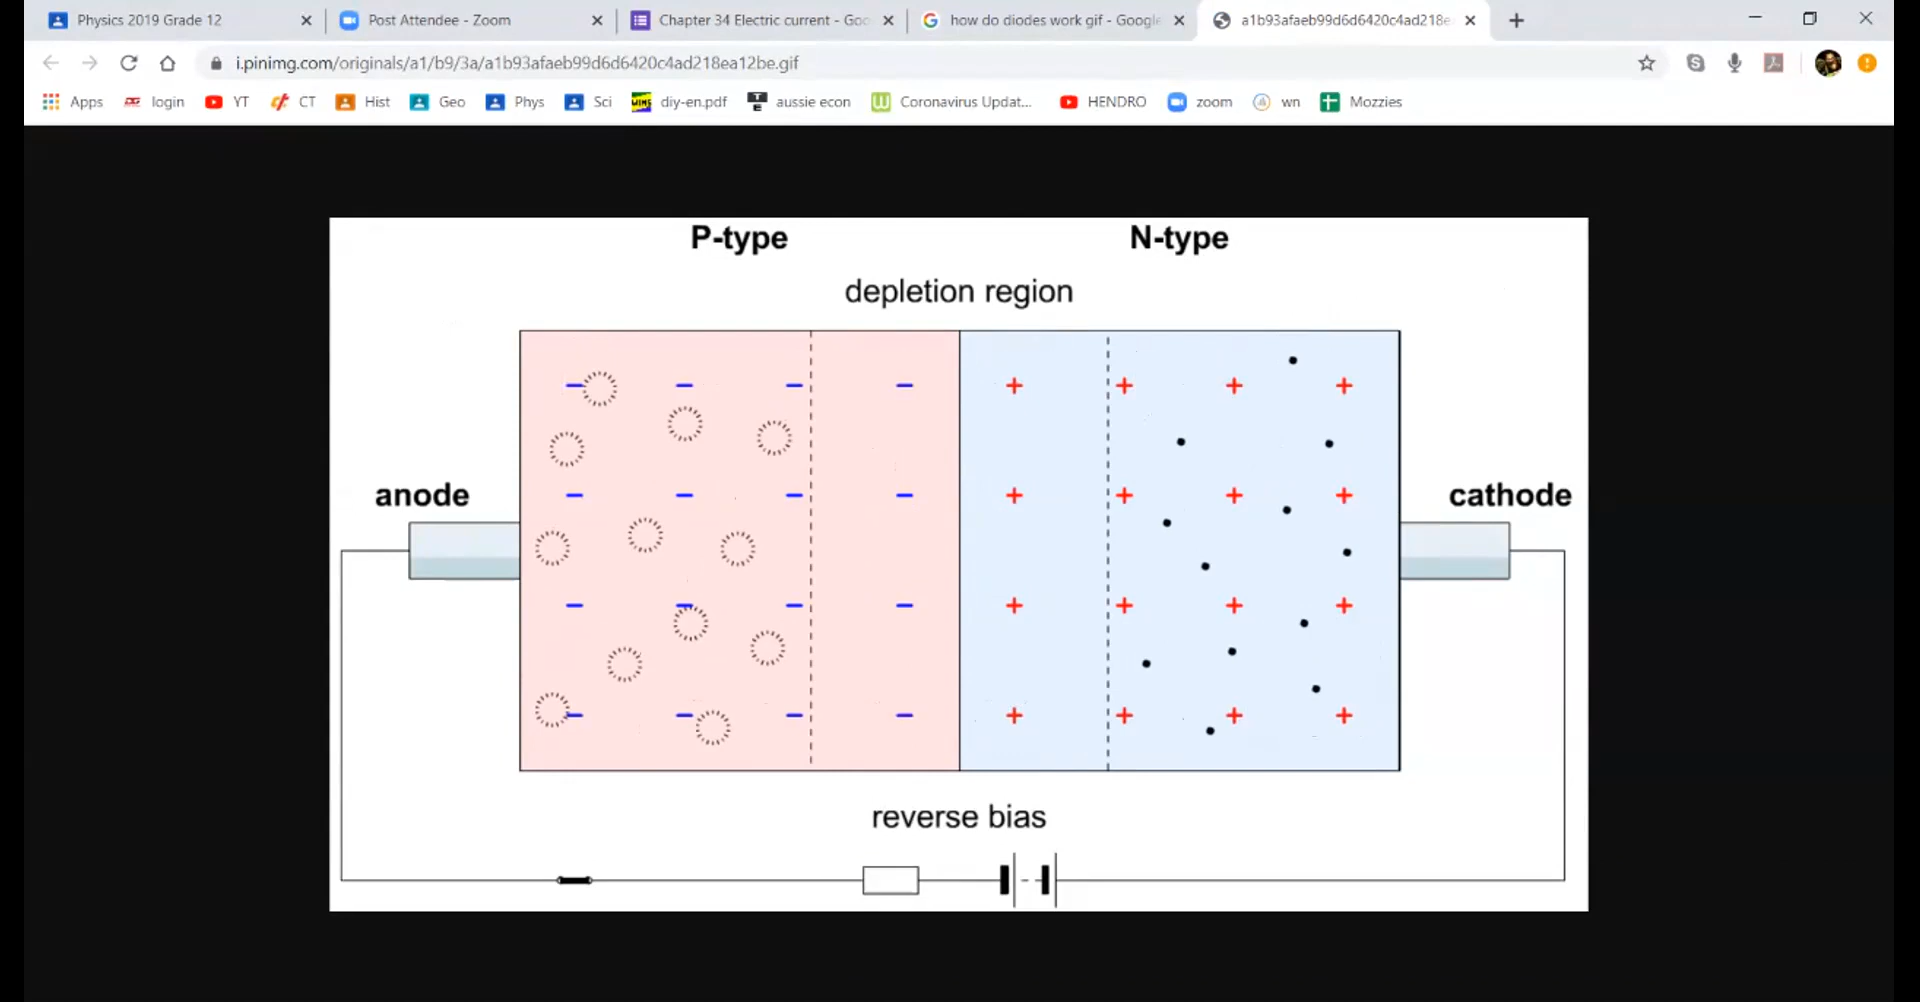 Physics 2019 Grade 12
Post Attendee - Zoom
Chapter 34 Electric current - Goo
how do diodes work gif - Google
a1b93afaeb99d6d6420c4ad218e
i.pinimg.com/originals/a1/b9/3a/a1b93afaeb99d6d6420c4ad218ea12be.gif
Apps login YT CT Hist Geo Phys Sci diy-en.pdf aussie econ Coronavirus Updat... HENDRO zoom wn Mozzies
P-type N-type
depletion region
anode
cathode
reverse bias